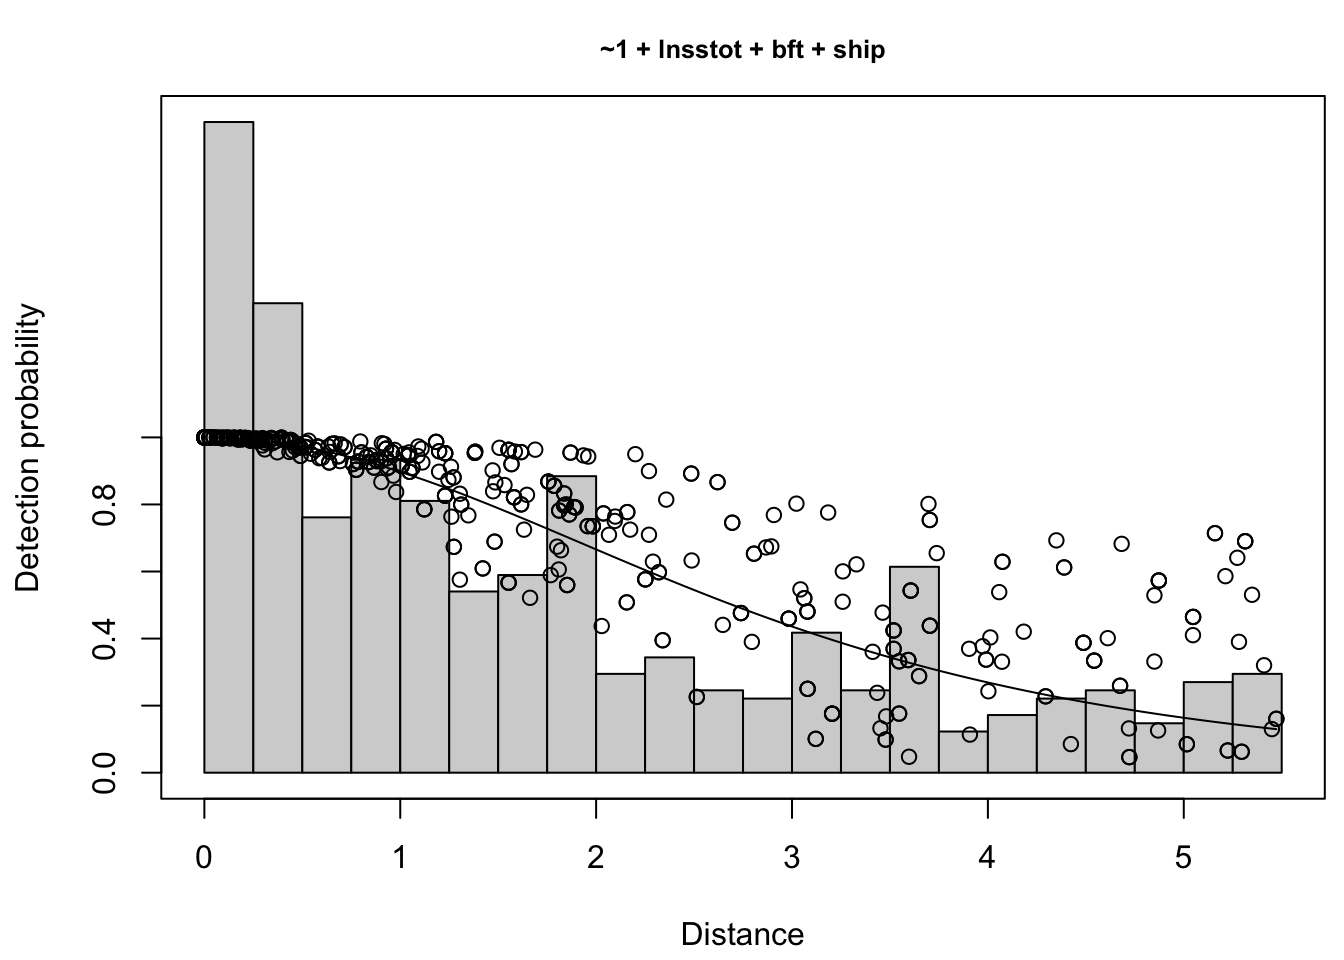 ~1 + lnsstot + bft + ship
Detection probability
0.8
0.4
0.0
0 1 2 3 4 5
Distance